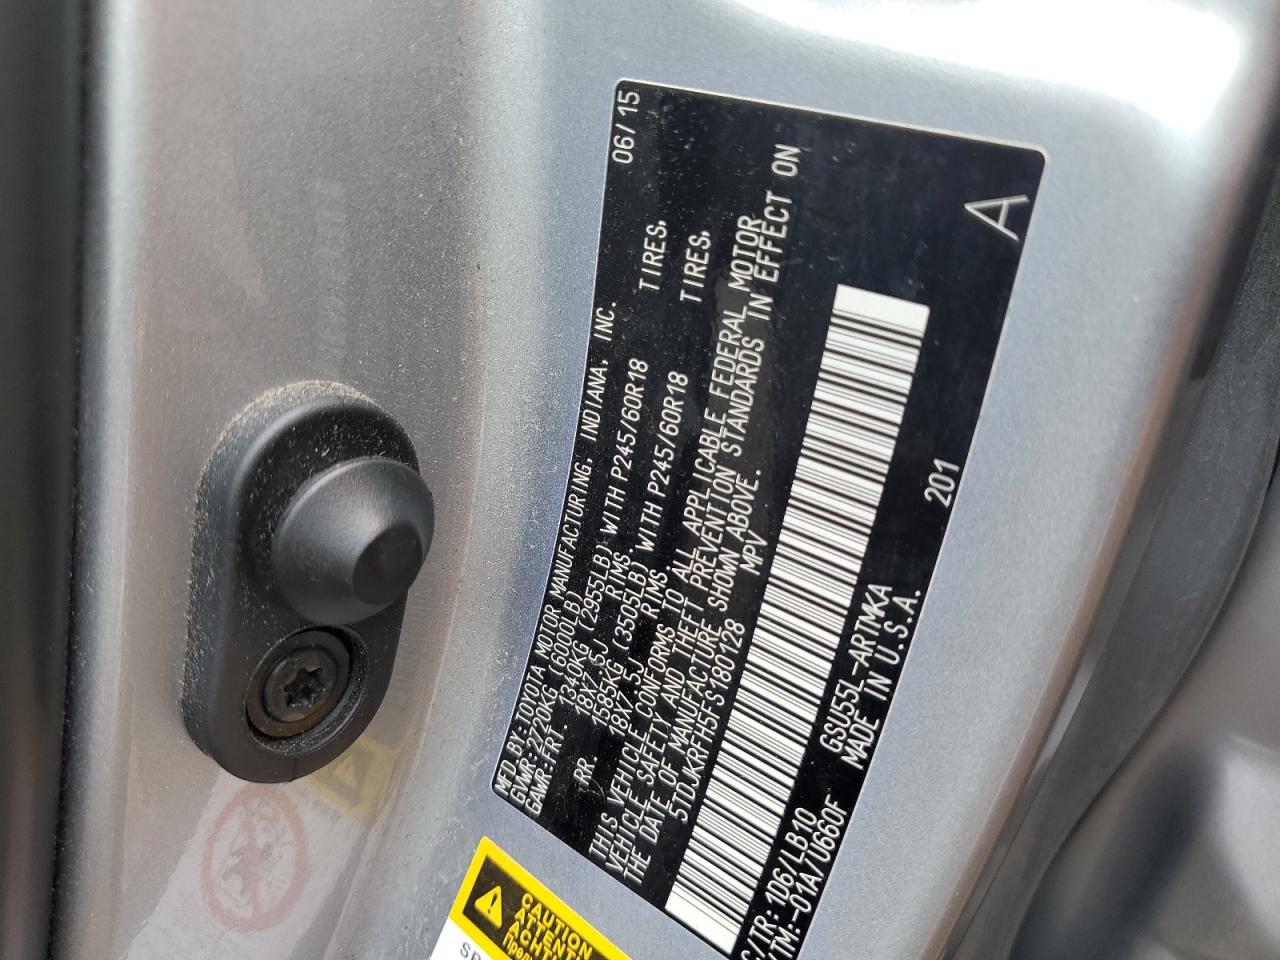 MFD. BY: TOYOTA MOTOR MANUFACTURING, INDIANA, INC. 06/15
GVWR: 2720KG (6000LB)
GAWR: FRT. 1340KG (2955LB) WITH P245/60R18 TIRES,
18X7.5J RIMS
RR. 1585KG (3505LB) WITH P245/60R18 TIRES,
18X7.5J RIMS
THIS VEHICLE CONFORMS TO ALL APPLICABLE FEDERAL MOTOR
VEHICLE SAFETY AND THEFT PREVENTION STANDARDS IN EFFECT ON
THE DATE OF MANUFACTURE SHOWN ABOVE.
5TDJKRFH5FS180128 MPV
C/TR: 1D6/LB10 GSU55L-ARTMKA 201
/TM:-01A/U660F MADE IN U.S.A.
A
CAUTION
ATTENTI
ACHTU